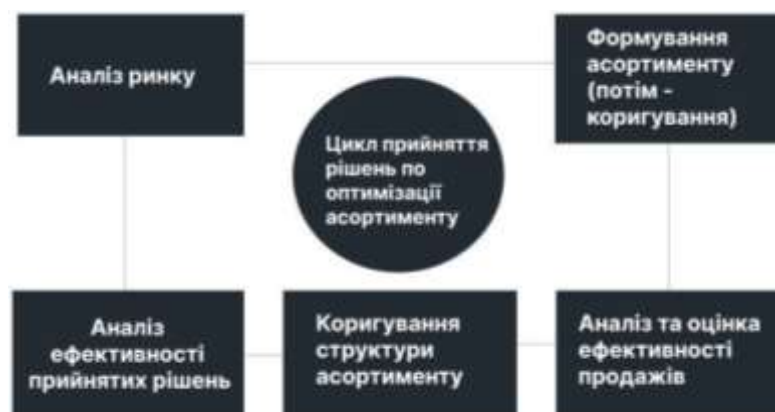 Аналіз ринку
Формування
асортименту
(потім -
коригування)
Цикл прийняття
рішень по
оптимізації
асортименту
Аналіз
ефективності
прийнятих рішень
Коригування
структури
асортименту
Аналіз та оцінка
ефективності
продажів